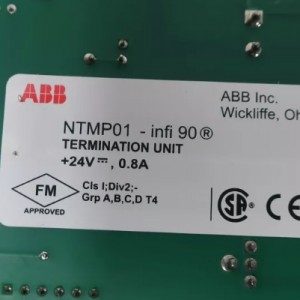 ABB
ABB Inc.
Wickliffe, Oh
NTMP01 - infi 90®
TERMINATION UNIT
+24V⎓, 0.8A
FM
APPROVED
Cls I;Div2;-
Grp A,B,C,D T4
SA